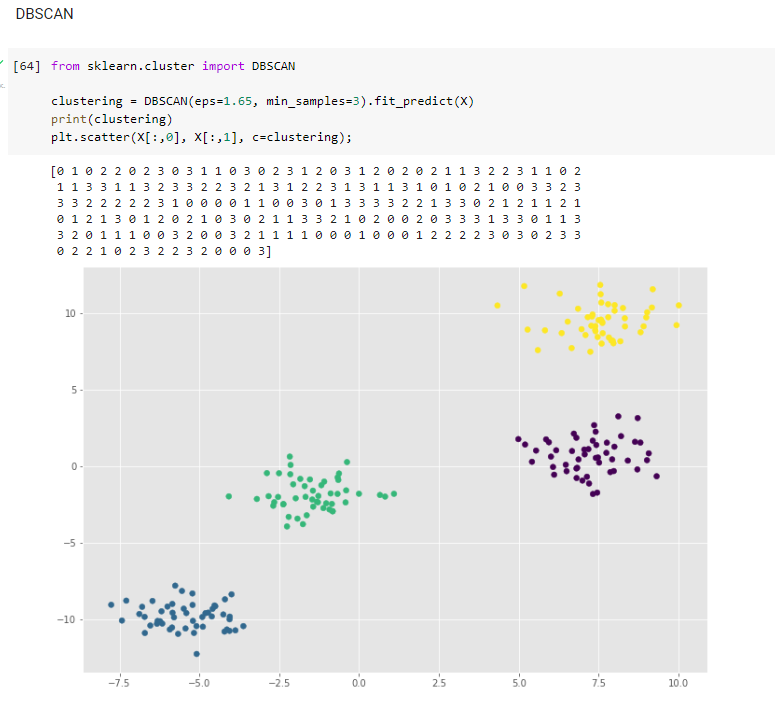 DBSCAN
[64] from sklearn.cluster import DBSCAN
clustering = DBSCAN(eps=1.65, min_samples=3).fit_predict(X)
print(clustering)
plt.scatter(X[:,0], X[:,1], c=clustering);
[0 1 0 2 2 0 2 3 0 3 1 1 0 3 0 2 3 1 2 0 3 1 2 0 2 0 2 1 1 3 2 2 3 1 1 0 2
1 1 3 3 1 1 3 2 3 3 2 2 3 2 1 3 1 2 2 3 1 3 1 1 3 1 0 1 0 2 1 0 0 3 3 2 3
3 3 2 2 2 2 2 3 1 0 0 0 0 1 1 0 0 3 0 1 3 3 3 3 2 2 1 3 3 0 2 1 2 1 1 2 1
0 1 2 1 3 0 1 2 0 2 1 0 3 0 2 1 1 3 3 2 1 0 2 0 0 2 0 3 3 3 1 3 3 0 1 1 3
3 2 0 1 1 1 0 0 3 2 0 0 3 2 1 1 1 1 0 0 0 1 0 0 0 1 2 2 2 2 3 0 3 0 2 3 3
0 2 2 1 0 2 3 2 2 3 2 0 0 0 3]
10
5
0
−5
−10
−7.5 −5.0 −2.5 0.0 2.5 5.0 7.5 10.0